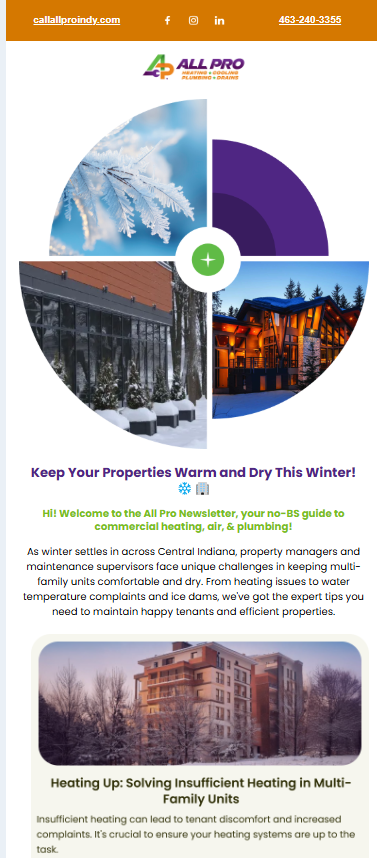 callallproindy.com
463-240-3355
ALL PRO
HEATING • COOLING
PLUMBING • DRAINS
Keep Your Properties Warm and Dry This Winter!
❄️ 🏢
Hi! Welcome to the All Pro Newsletter, your no-BS guide to
commercial heating, air, & plumbing!
As winter settles in across Central Indiana, property managers and
maintenance supervisors face unique challenges in keeping multi-
family units comfortable and dry. From heating issues to water
temperature complaints and ice dams, we've got the expert tips you
need to maintain happy tenants and efficient properties.
Heating Up: Solving Insufficient Heating in Multi-
Family Units
Insufficient heating can lead to tenant discomfort and increased
complaints. It's crucial to ensure your heating systems are up to the
task.